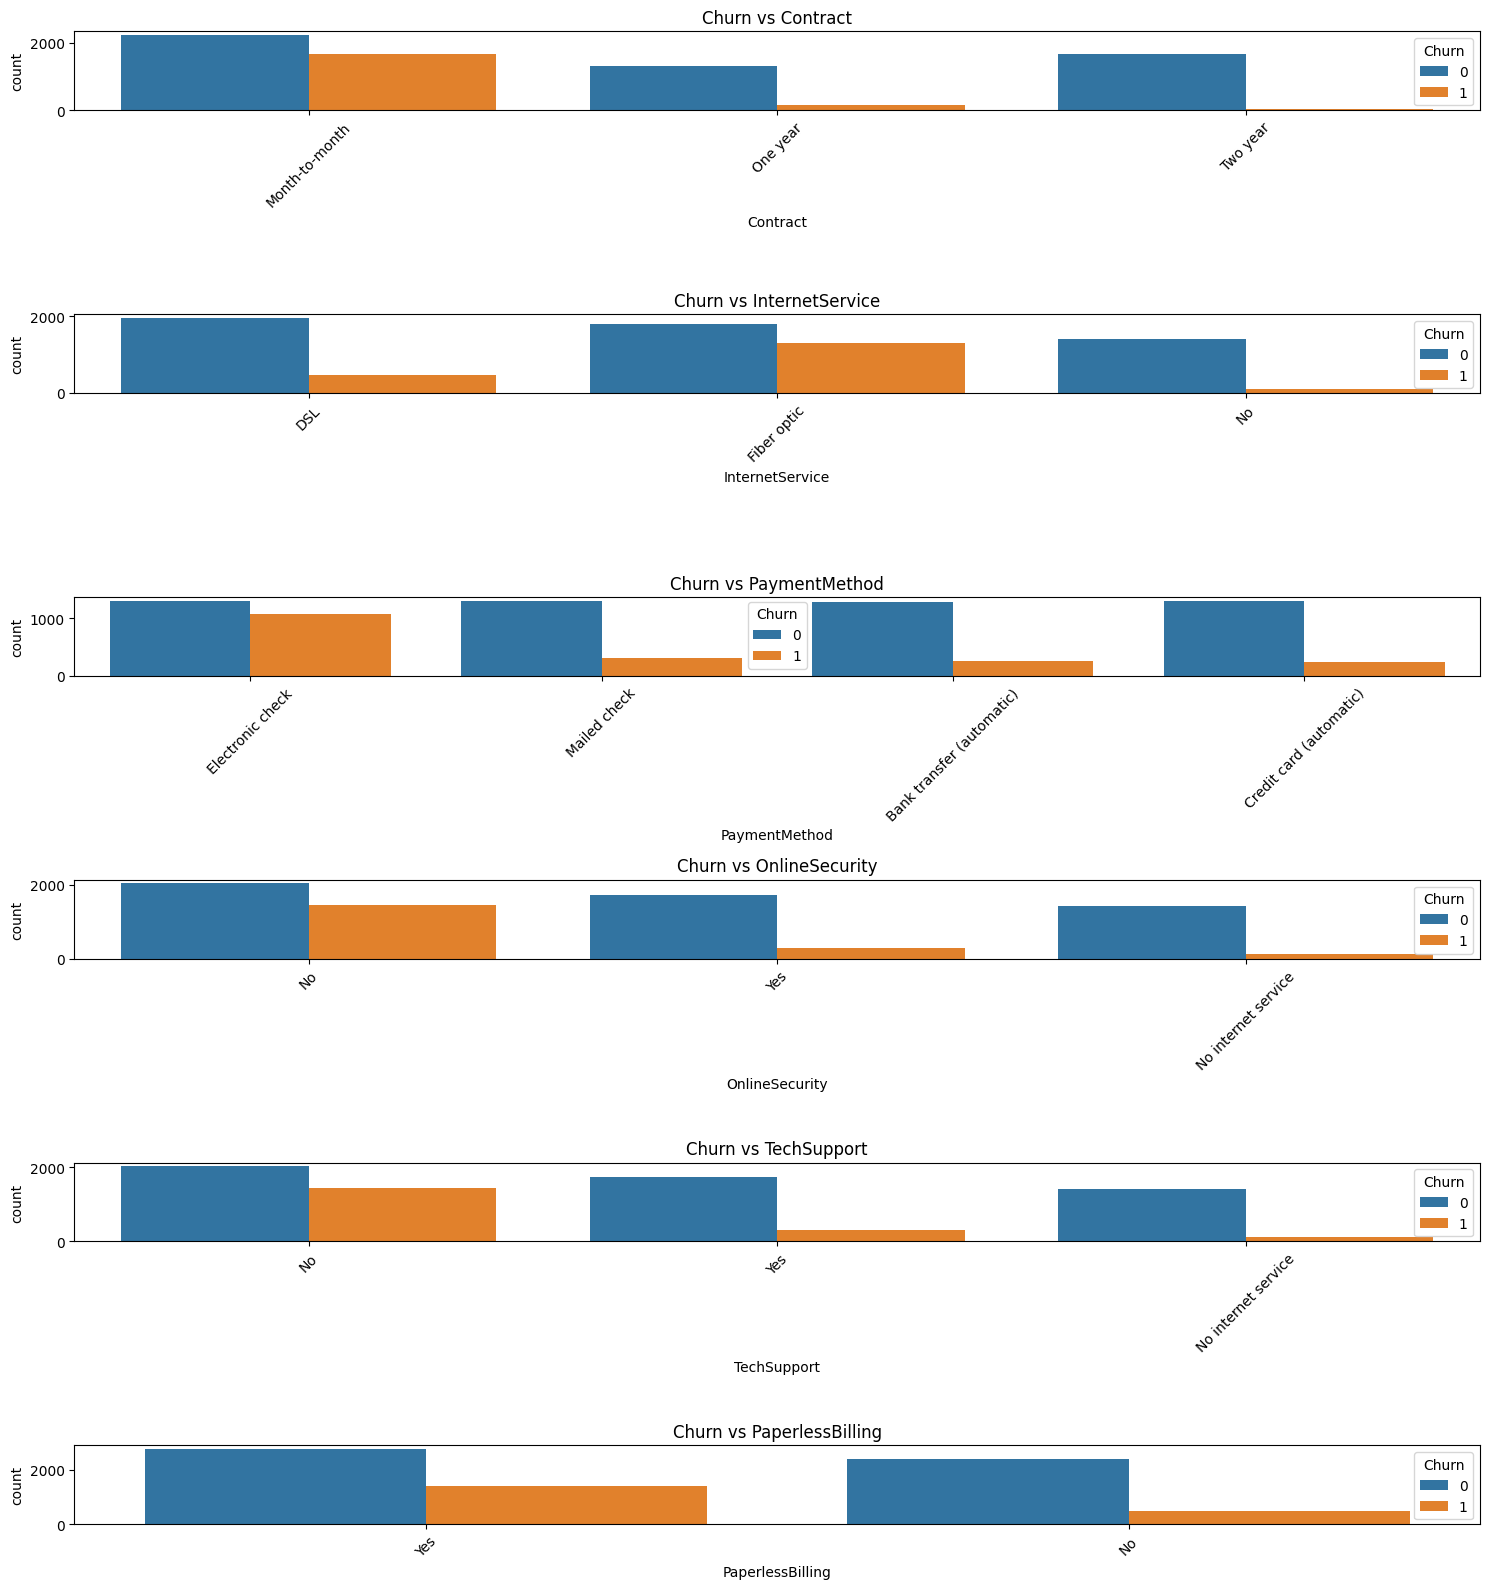 Churn vs Contract
count
2000
0
Churn
0
1
Month-to-month
One year
Two year
Contract
Churn vs InternetService
count
2000
0
Churn
0
1
DSL
Fiber optic
No
InternetService
Churn vs PaymentMethod
count
1000
0
Churn
0
1
Electronic check
Mailed check
Bank transfer (automatic)
Credit card (automatic)
PaymentMethod
Churn vs OnlineSecurity
count
2000
0
Churn
0
1
No
Yes
No internet service
OnlineSecurity
Churn vs TechSupport
count
2000
0
Churn
0
1
No
Yes
No internet service
TechSupport
Churn vs PaperlessBilling
count
2000
0
Churn
0
1
Yes
No
PaperlessBilling